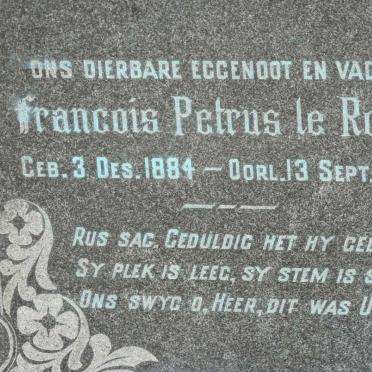 ONS DIERBARE EGGENOOT EN VAD
Francois Petrus le Ro
GEB. 3 DES. 1884 — OORL. 13 SEPT.
RUS SAG. GEDULDIG HET HY GEL
SY PLEK IS LEEG, SY STEM IS S
ONS SWYG O, HEER, DIT WAS U